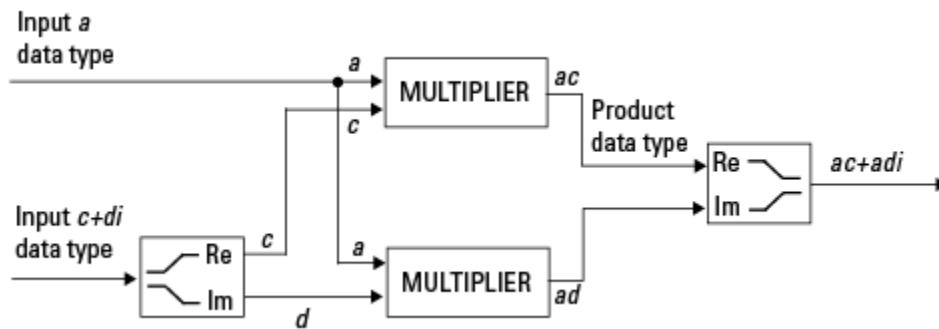 Input a
data type
a
MULTIPLIER
ac
c
Product
data type
Re
Im
ac+adi
Input c+di
data type
Re
Im
c
d
a
MULTIPLIER
ad